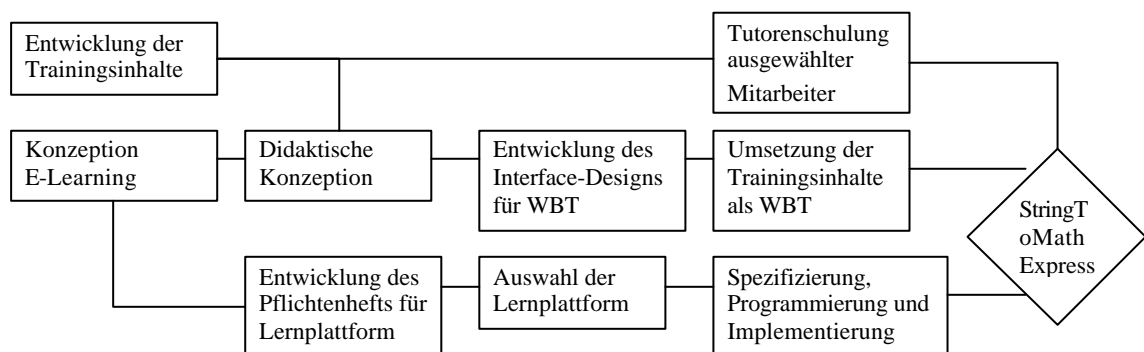 Entwicklung der
Trainingsinhalte
Tutorenschulung
ausgewählter
Mitarbeiter
Konzeption
E-Learning
Didaktische
Konzeption
Entwicklung des
Interface-Designs
für WBT
Umsetzung der
Trainingsinhalte
als WBT
StringT
oMath
Express
Entwicklung des
Pflichtenhefts für
Lernplattform
Auswahl der
Lernplattform
Spezifizierung,
Programmierung und
Implementierung